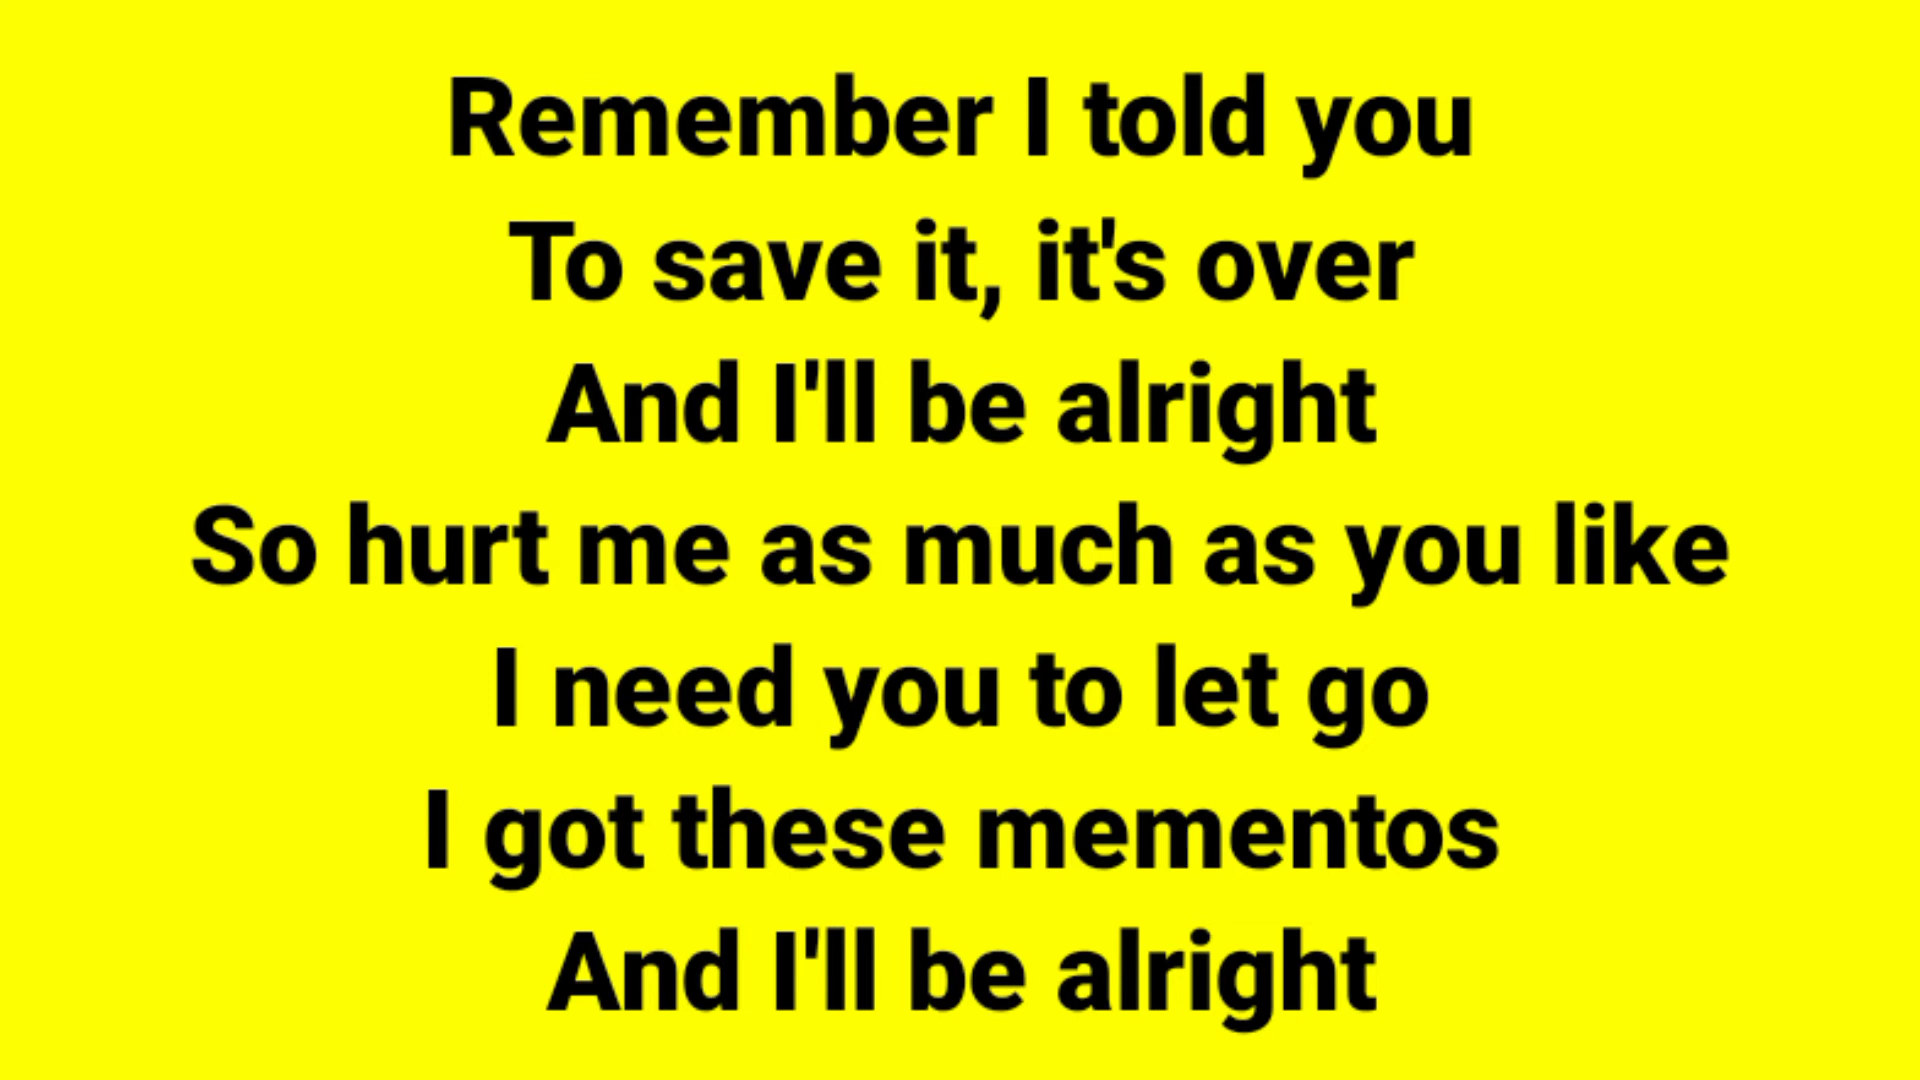 Remember I told you
To save it, it's over
And I'll be alright
So hurt me as much as you like
I need you to let go
I got these mementos
And I'll be alright